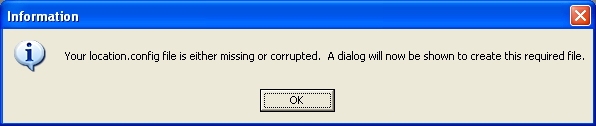 Information
Your location.config file is either missing or corrupted.  A dialog will now be shown to create this required file.
OK